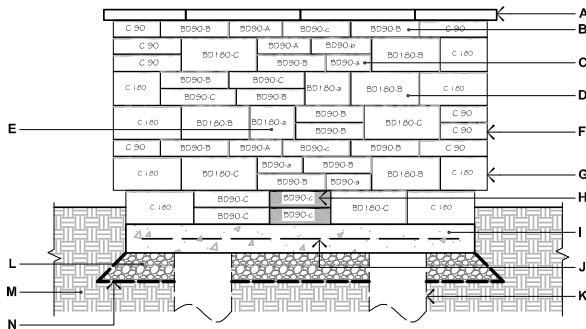 A
C 90 BD90-B BD90-A BD90-c BD90-B C 90 B
C 90 BD90-A BD90-b
BD180-C BD180-B C 180
C 90 BD90-B BD90-a C
BD90-B BD90-C
C 180 BD180-a BD180-B C 180 D
BD90-C BD90-B
BD90-B C 90
E C 180 BD180-B BD180-a BD180-C
BD90-B C 90 F
C 90 BD90-B BD90-A BD90-c BD90-B C 90
BD90-a BD90-B
C 180 BD180-C BD180-B C 180 G
BD90-B BD90-a
BD90-C BD90-c H
C 180 BD180-C C 180
BD90-C BD90-c
I
L J
M K
N